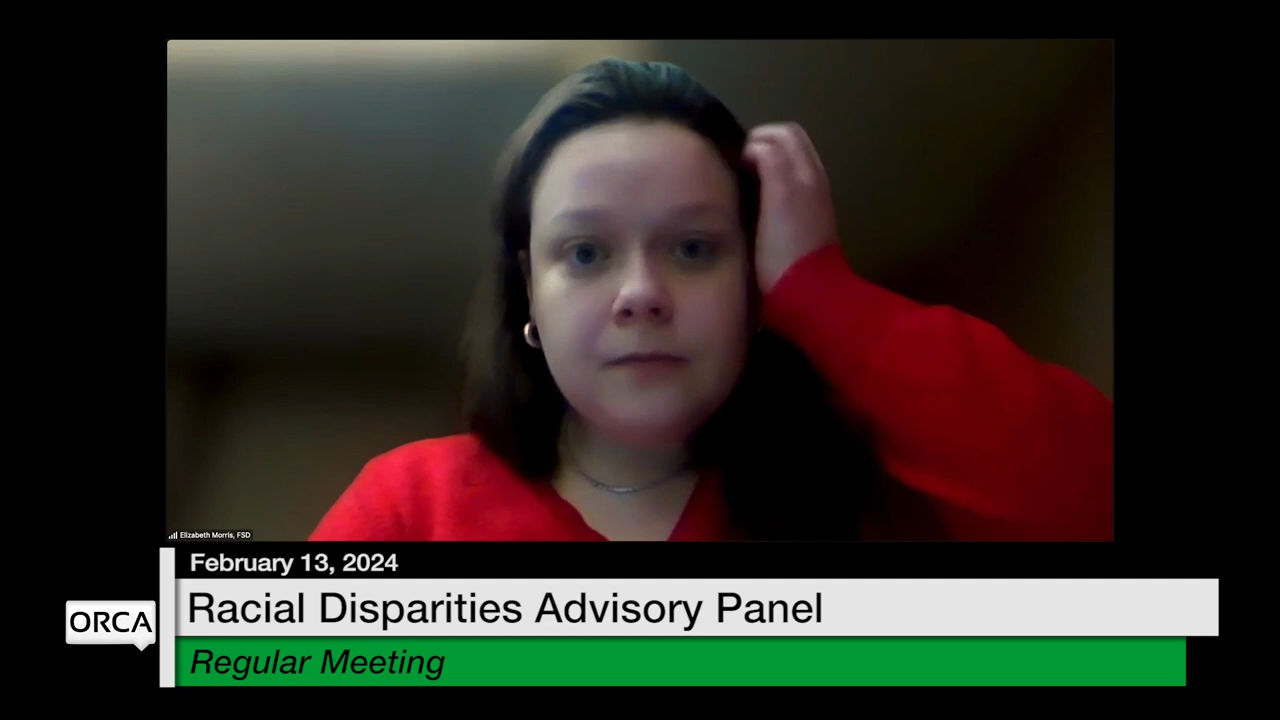 Elizabeth Morris, FSD
February 13, 2024
ORCA
Racial Disparities Advisory Panel
Regular Meeting